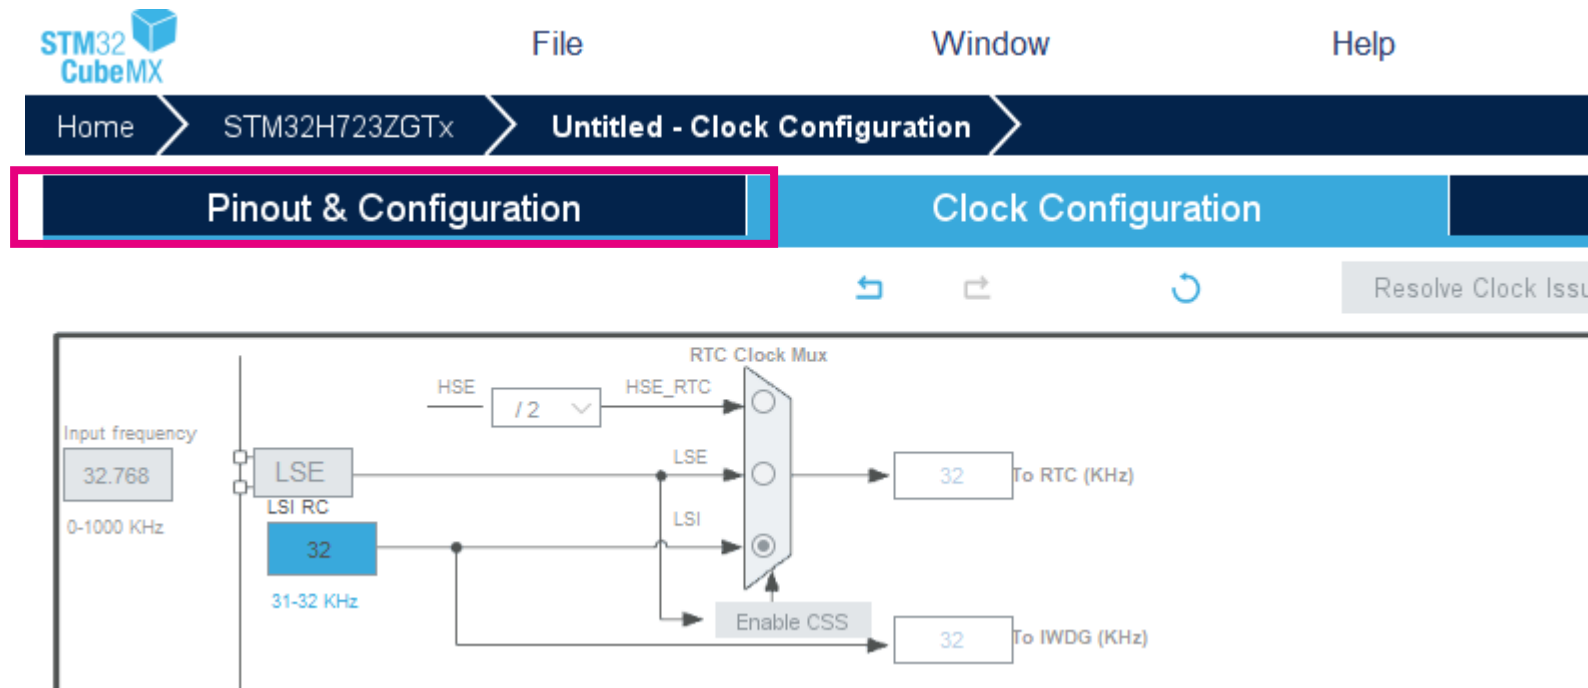 STM32
CubeMX
File
Window
Help
Home
STM32H723ZGTx
Untitled - Clock Configuration
Pinout & Configuration
Clock Configuration
Resolve Clock Issu
RTC Clock Mux
HSE
/ 2
HSE_RTC
Input frequency
32.768
0-1000 KHz
LSE
LSE
32
To RTC (KHz)
LSI RC
32
31-32 KHz
LSI
Enable CSS
32
To IWDG (KHz)